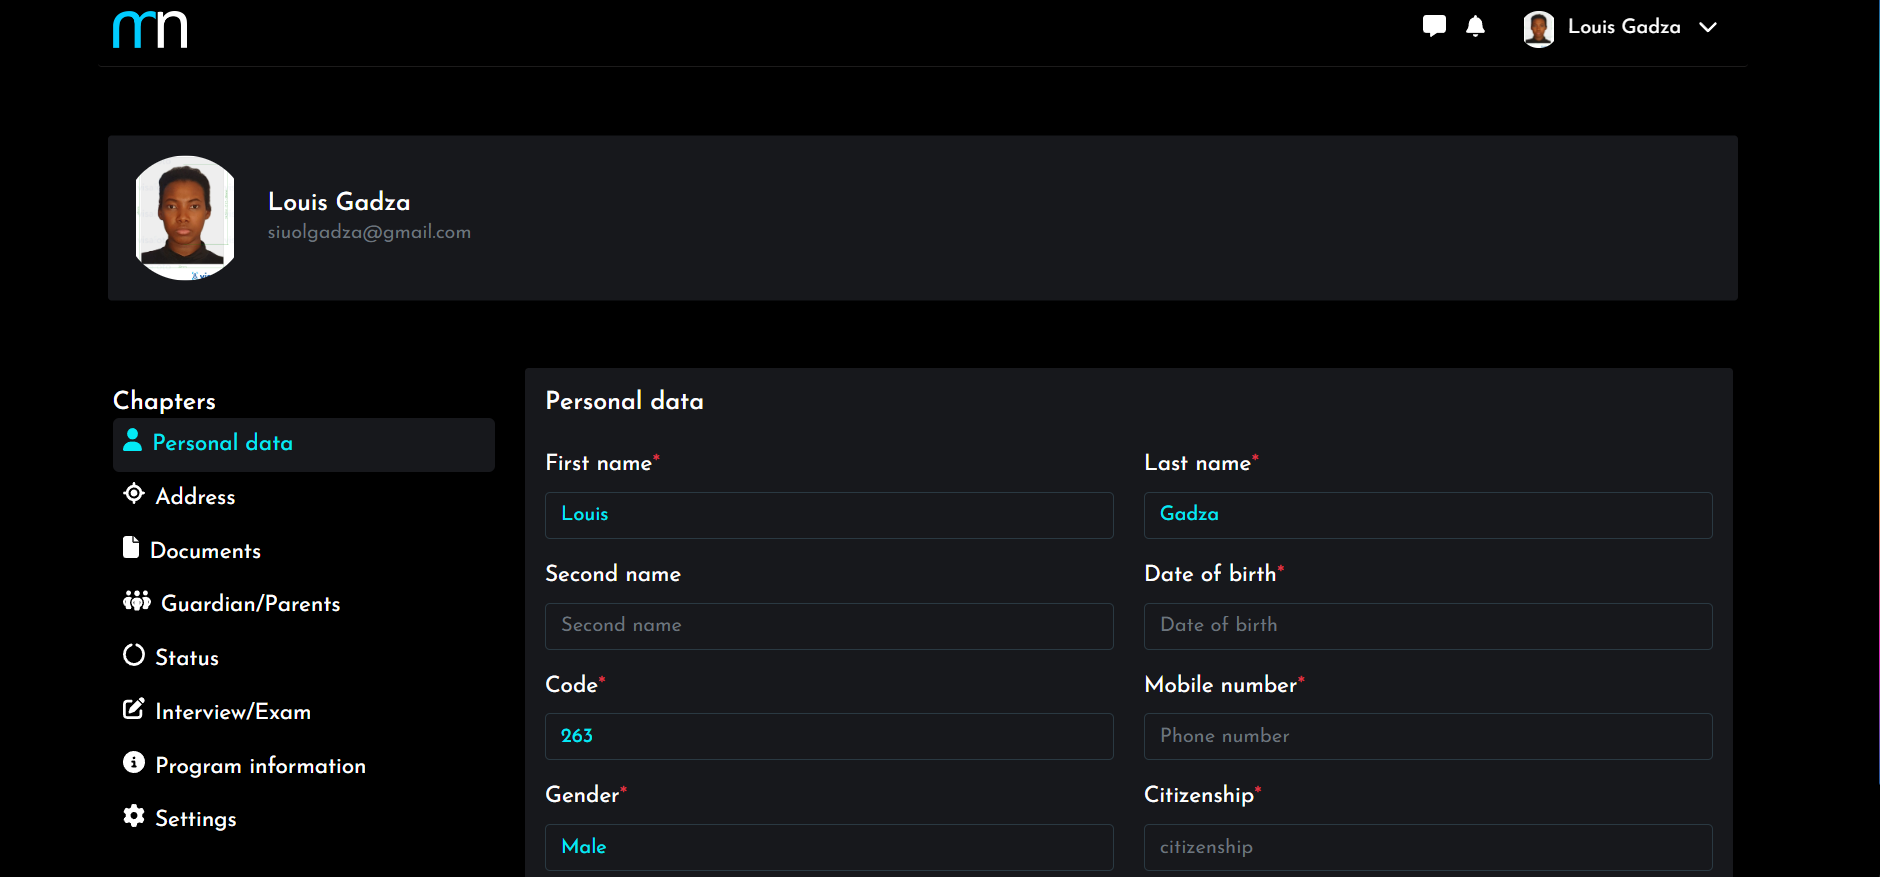 mn
Louis Gadza
Louis Gadza
siuolgadza@gmail.com
Chapters
Personal data
Address
Documents
Guardian/Parents
Status
Interview/Exam
Program information
Settings
Personal data
First name* Last name*
Louis Gadza
Second name Date of birth*
Second name Date of birth
Code* Mobile number*
263 Phone number
Gender* Citizenship*
Male citizenship